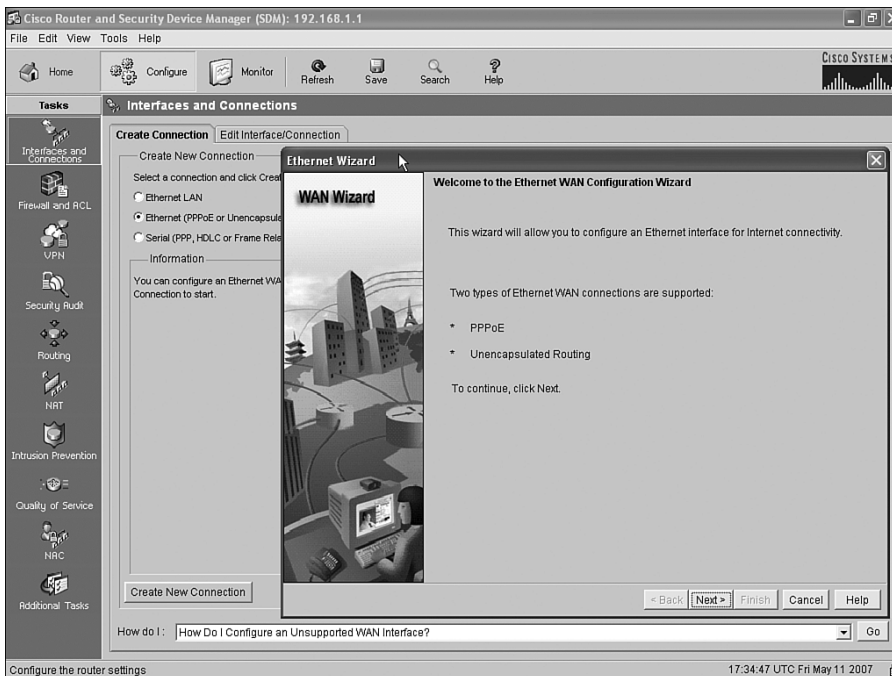 Cisco Router and Security Device Manager (SDM): 192.168.1.1
File Edit View Tools Help
Home Configure Monitor Refresh Save Search Help
CISCO SYSTEMS
Tasks
Interfaces and Connections
Interfaces and Connections
Firewall and ACL
VPN
Security Audit
Routing
NAT
Intrusion Prevention
Quality of Service
NAC
Additional Tasks
Create Connection Edit Interface/Connection
Create New Connection
Select a connection and click
Ethernet LAN
Ethernet (PPPoE or
Serial (PPP, HDLC or Frame
Information
You can configure an Ethernet
Connection to start.
Create New Connection
Ethernet Wizard
WAN Wizard
Welcome to the Ethernet WAN Configuration Wizard
This wizard will allow you to configure an Ethernet interface for Internet connectivity.
Two types of Ethernet WAN connections are supported:
* PPPoE
* Unencapsulated Routing
To continue, click Next.
< Back Next > Finish Cancel Help
How do I: How Do I Configure an Unsupported WAN Interface? Go
Configure the router settings
17:34:47 UTC Fri May 11 2007